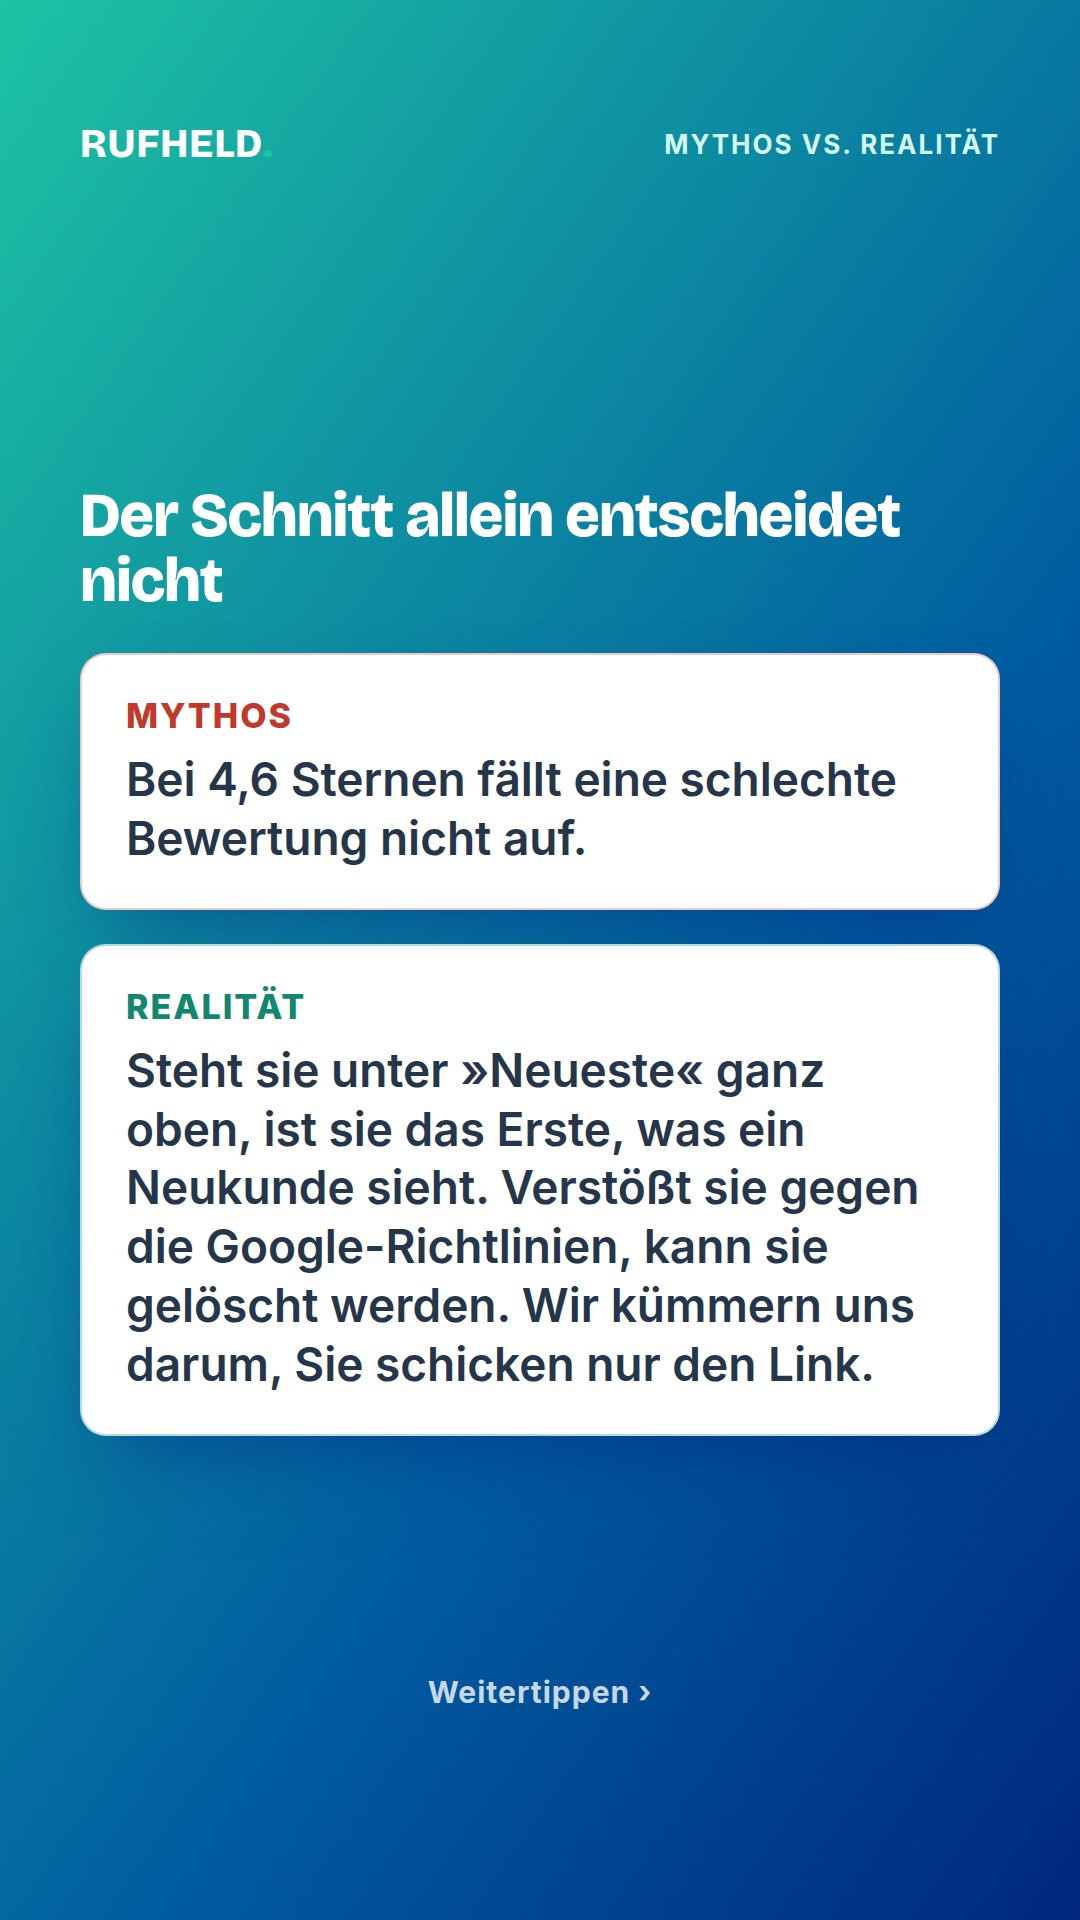 RUFHELD.
MYTHOS VS. REALITÄT
Der Schnitt allein entscheidet
nicht
MYTHOS
Bei 4,6 Sternen fällt eine schlechte
Bewertung nicht auf.
REALITÄT
Steht sie unter »Neueste« ganz
oben, ist sie das Erste, was ein
Neukunde sieht. Verstößt sie gegen
die Google-Richtlinien, kann sie
gelöscht werden. Wir kümmern uns
darum, Sie schicken nur den Link.
Weitertippen ›